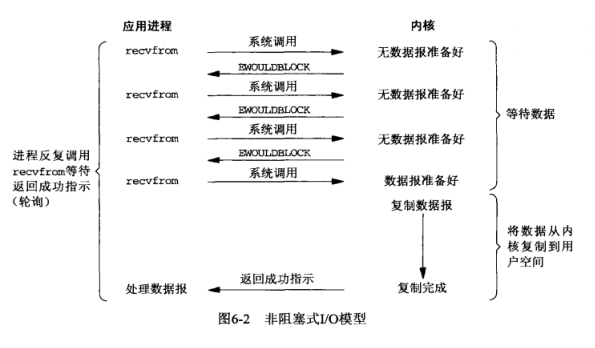 应用进程
内核
recvfrom
系统调用
无数据报准备好
EWOULDBLOCK
recvfrom
系统调用
无数据报准备好
EWOULDBLOCK
recvfrom
系统调用
无数据报准备好
EWOULDBLOCK
recvfrom
系统调用
数据报准备好
等待数据
进程反复调用
recvfrom等待
返回成功指示
（轮询）
复制数据报
将数据从内
核复制到用
户空间
处理数据报
返回成功指示
复制完成
图6-2 非阻塞式I/O模型